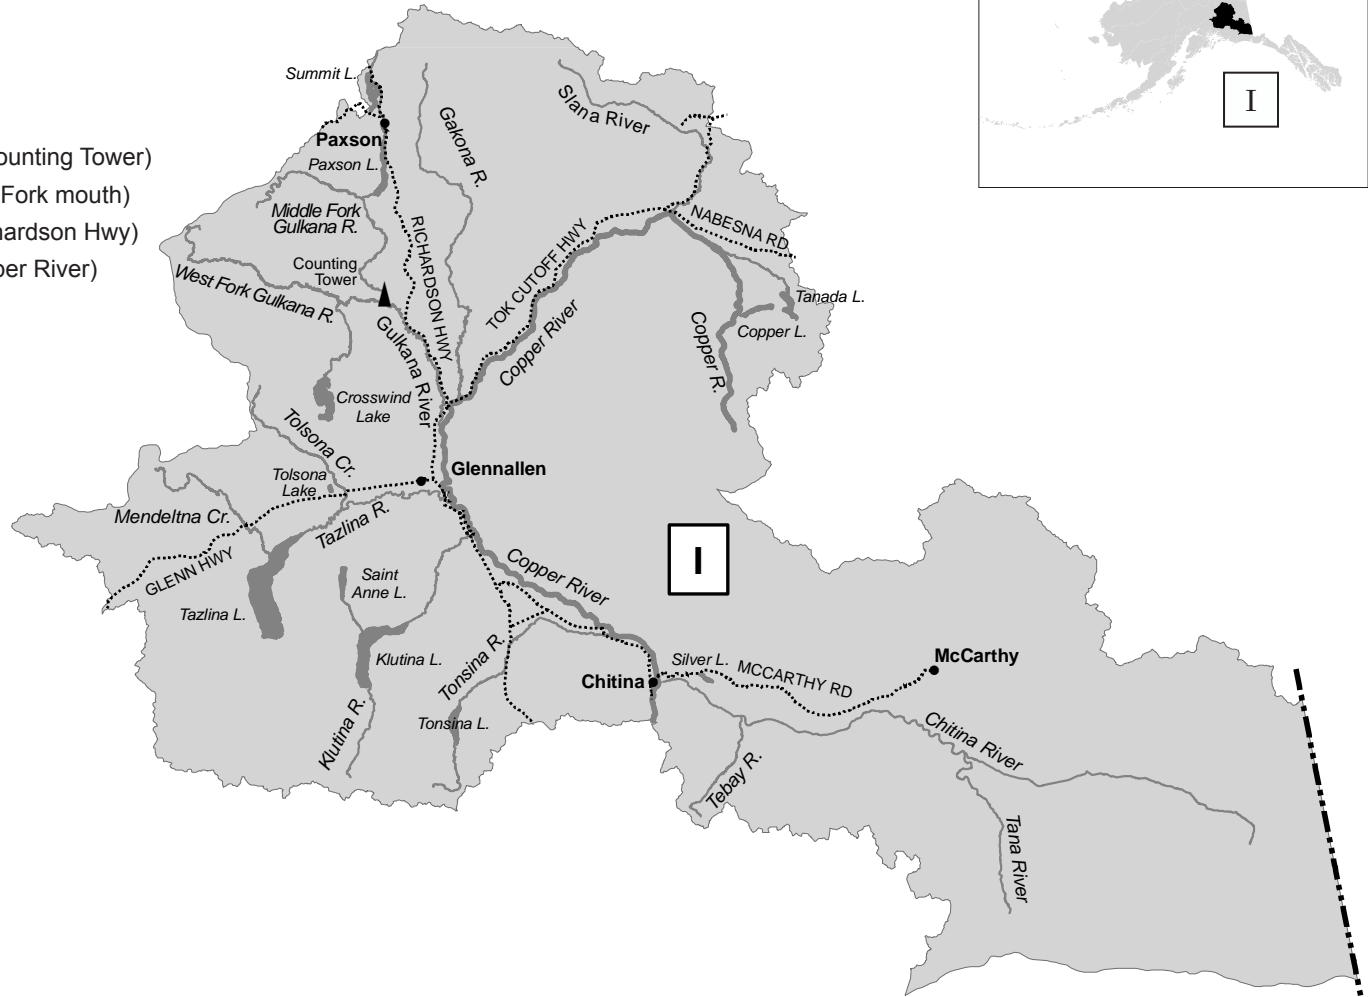 Summit L.
I
Slana River
Gakona R.
Paxson
ounting Tower)
Paxson L.
Fork mouth)
Middle Fork
Gulkana R.
NABESNA RD
hardson Hwy)
RICHARDSON HWY
TOK CUTOFF HWY
Counting
Tower
per River)
West Fork Gulkana R.
Tanada L.
Copper L.
Copper River
Copper R.
Gulkana River
Crosswind
Lake
Tolsona Cr.
Glennallen
Tolsona
Lake
Mendeltna Cr.
Tazlina R.
I
GLENN HWY
Copper River
Saint
Anne L.
Tazlina L.
Klutina L.
Tonsina R.
Silver L.
McCarthy
MCCARTHY RD
Chitina
Tonsina L.
Klutina R.
Chitina River
Tebay R.
Tana River